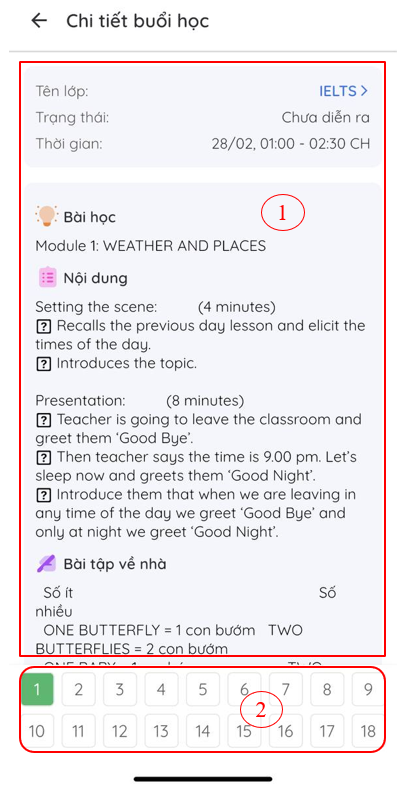 Chi tiết buổi học
Tên lớp: IELTS
Trạng thái: Chưa diễn ra
Thời gian: 28/02, 01:00 - 02:30 CH
1
Bài học
Module 1: WEATHER AND PLACES
Nội dung
Setting the scene: (4 minutes)
? Recalls the previous day lesson and elicit the
times of the day.
? Introduces the topic.
Presentation: (8 minutes)
? Teacher is going to leave the classroom and
greet them ‘Good Bye’.
? Then teacher says the time is 9.00 pm. Let’s
sleep now and greets them ‘Good Night’.
? Introduce them that when we are leaving in
any time of the day we greet ‘Good Bye’ and
only at night we greet ‘Good Night’.
Bài tập về nhà
Số ít Số
nhiều
ONE BUTTERFLY = 1 con bướm TWO
BUTTERFLIES = 2 con bướm
1 2 3 4 5 6 7 8 9
2
10 11 12 13 14 15 16 17 18